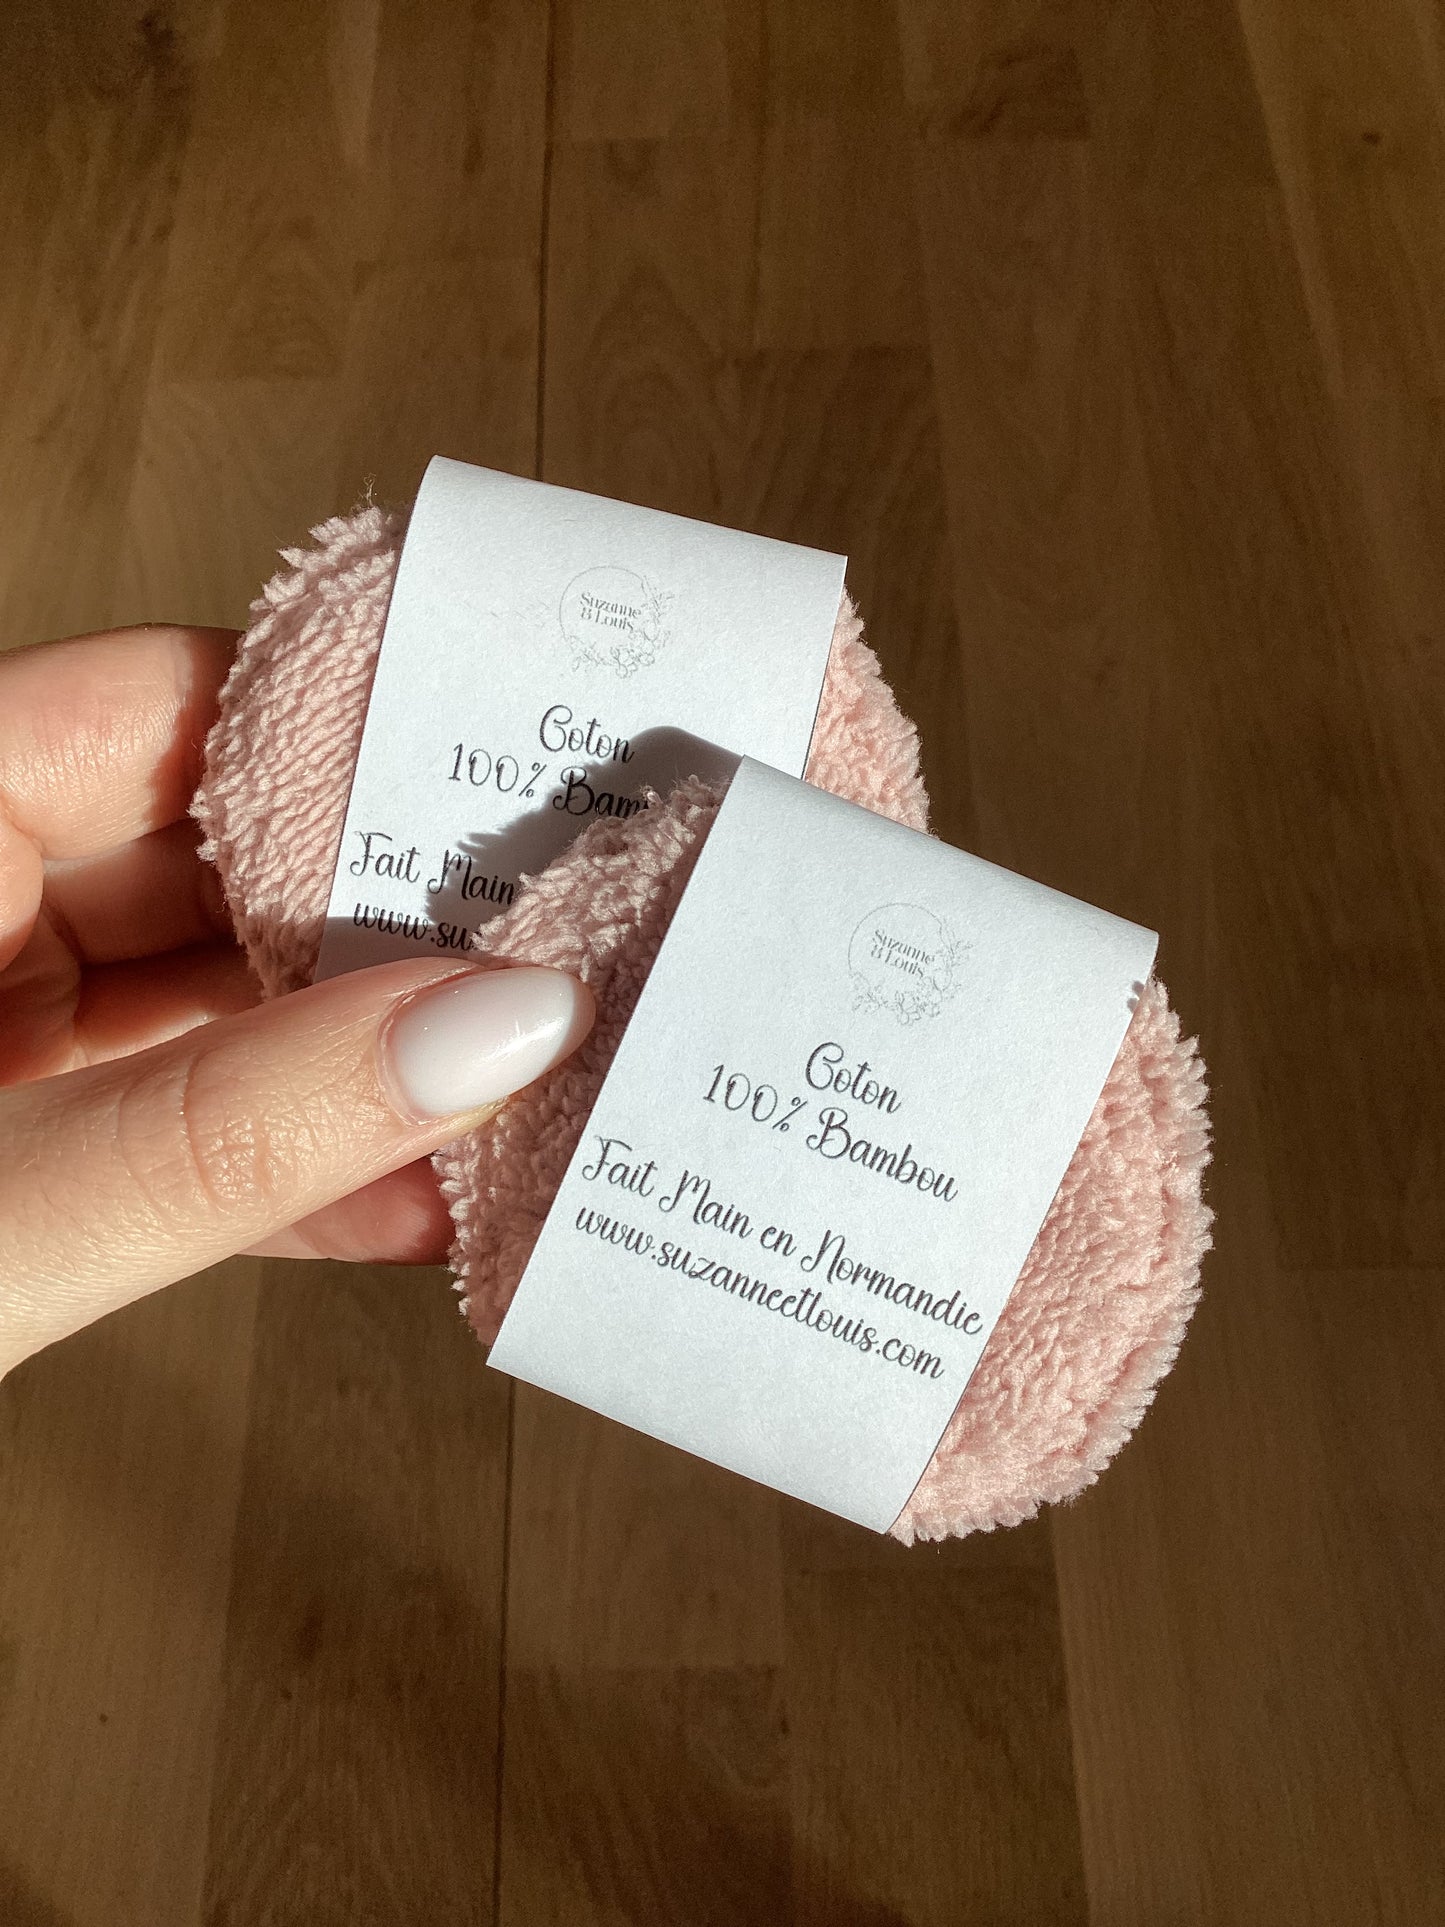 Suzanne
& Louis
Coton
100% Bambou
Fait Main
www.su
Suzanne
& Louis
Coton
100% Bambou
Fait Main en Normandie
www.suzanneetlouis.com